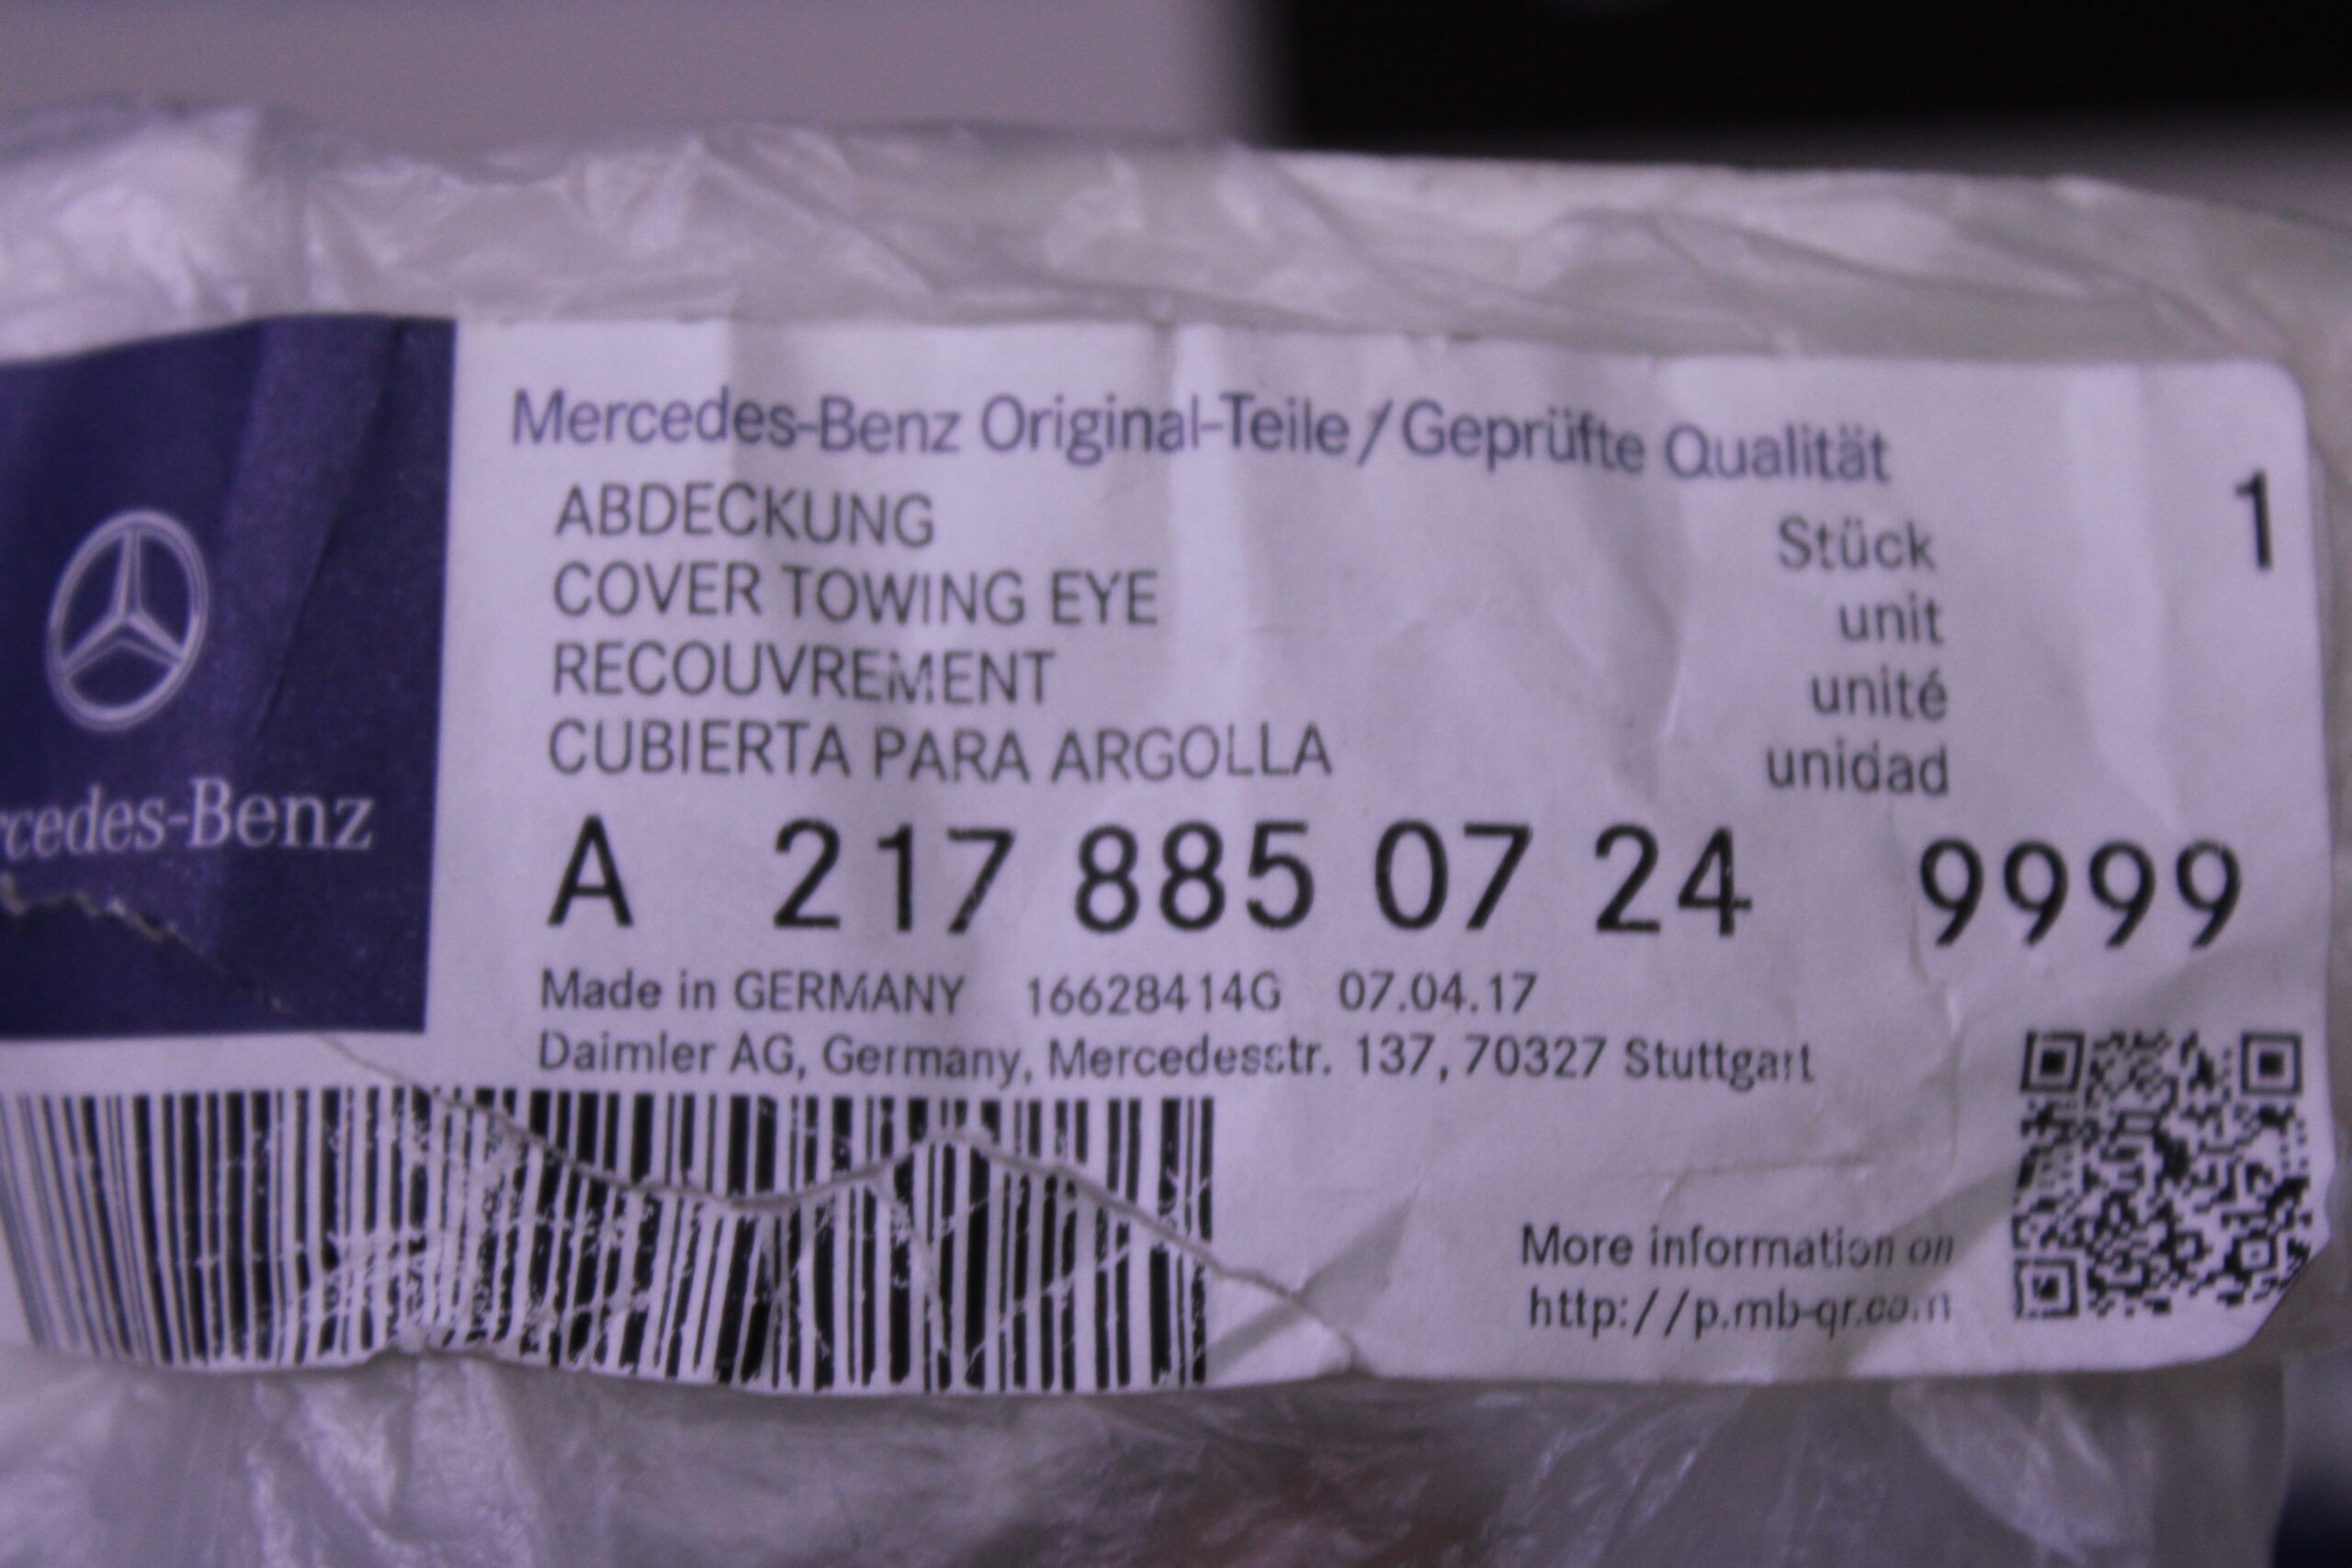 Mercedes-Benz Original-Teile/Geprüfte Qualität
ABDECKUNG
COVER TOWING EYE
RECOUVREMENT
CUBIERTA PARA ARGOLLA
Stück 1
unit
unité
unidad
rcedes-Benz
A 217 885 07 24 9999
Made in GERMANY 16628414G 07.04.17
Daimler AG, Germany, Mercedesstr. 137, 70327 Stuttgart
More information on
http://p.mb-qr.com